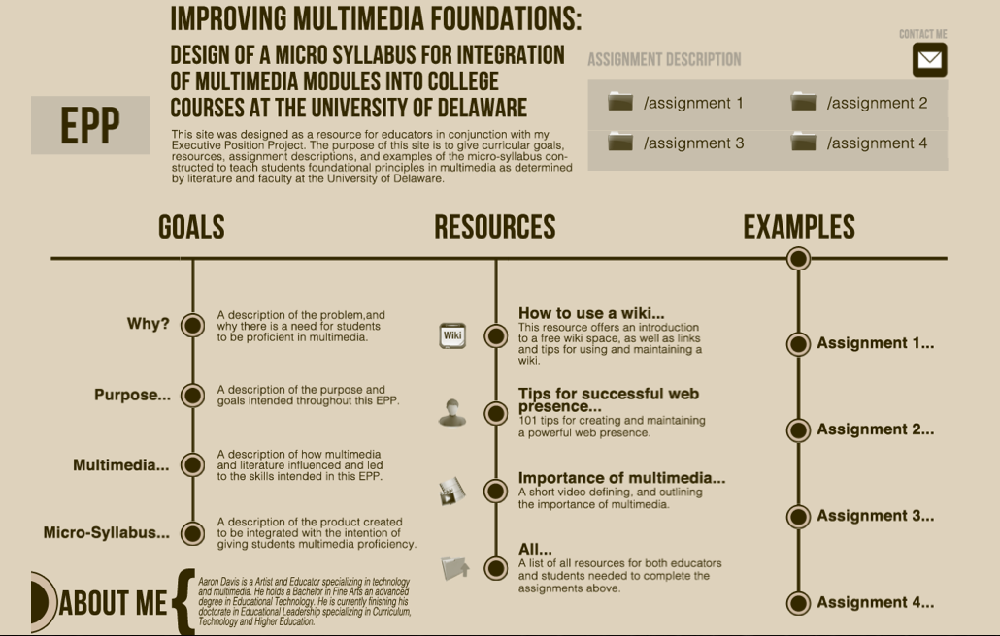 IMPROVING MULTIMEDIA FOUNDATIONS:
DESIGN OF A MICRO SYLLABUS FOR INTEGRATION
OF MULTIMEDIA MODULES INTO COLLEGE
COURSES AT THE UNIVERSITY OF DELAWARE
EPP
This site was designed as a resource for educators in conjunction with my
Executive Position Project. The purpose of this site is to give curricular goals,
resources, assignment descriptions, and examples of the micro-syllabus con-
structed to teach students foundational principles in multimedia as determined
by literature and faculty at the University of Delaware.
CONTACT ME
ASSIGNMENT DESCRIPTION
/assignment 1
/assignment 2
/assignment 3
/assignment 4
GOALS
Why?
A description of the problem,and
why there is a need for students
to be proficient in multimedia.
Purpose...
A description of the purpose and
goals intended throughout this EPP.
Multimedia...
A description of how multimedia
and literature influenced and led
to the skills intended in this EPP.
Micro-Syllabus...
A description of the product created
to be integrated with the intention of
giving students multimedia proficiency.
RESOURCES
Wiki
How to use a wiki...
This resource offers an introduction
to a free wiki space, as well as links
and tips for using and maintaining a
wiki.
Tips for successful web
presence...
101 tips for creating and maintaining
a powerful web presence.
Importance of multimedia...
A short video defining, and outlining
the importance of multimedia.
All...
A list of all resources for both educators
and students needed to complete the
assignments above.
EXAMPLES
Assignment 1...
Assignment 2...
Assignment 3...
Assignment 4...
ABOUT ME {
Aaron Davis is a Artist and Educator specializing in technology
and multimedia. He holds a Bachelor in Fine Arts an advanced
degree in Educational Technology. He is currently finishing his
doctorate in Educational Leadership specializing in Curriculum,
Technology and Higher Education.